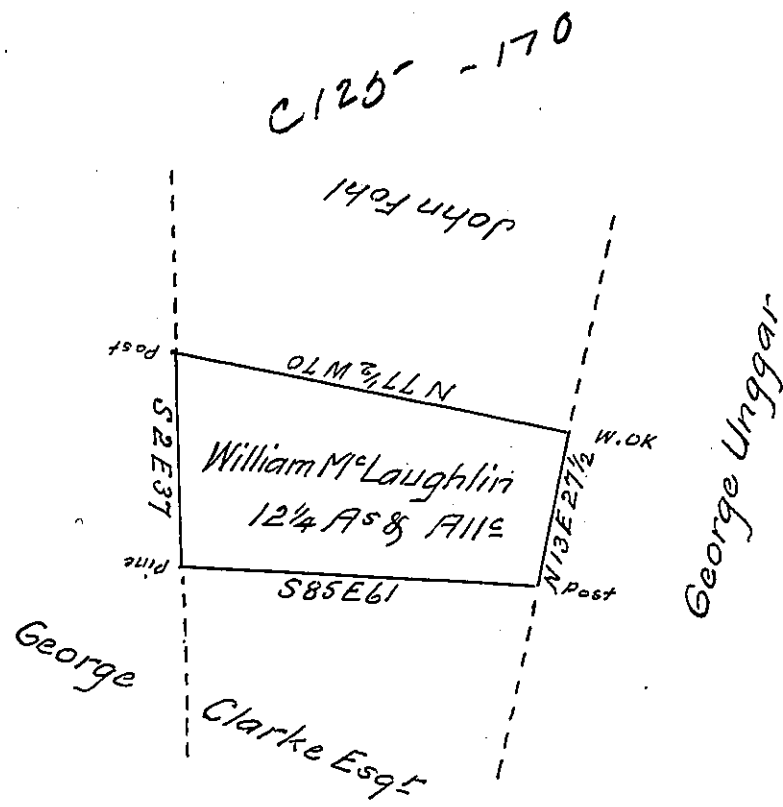 C125 - 170
John Fohl
Post
N 77½ W 70
W.OK
S 2 E 37
William McLaughlin
12¼ As & Allc
N 13 E 27½
George Unggar
Pine
S 85 E 61
Post
George
Clarke Esqr